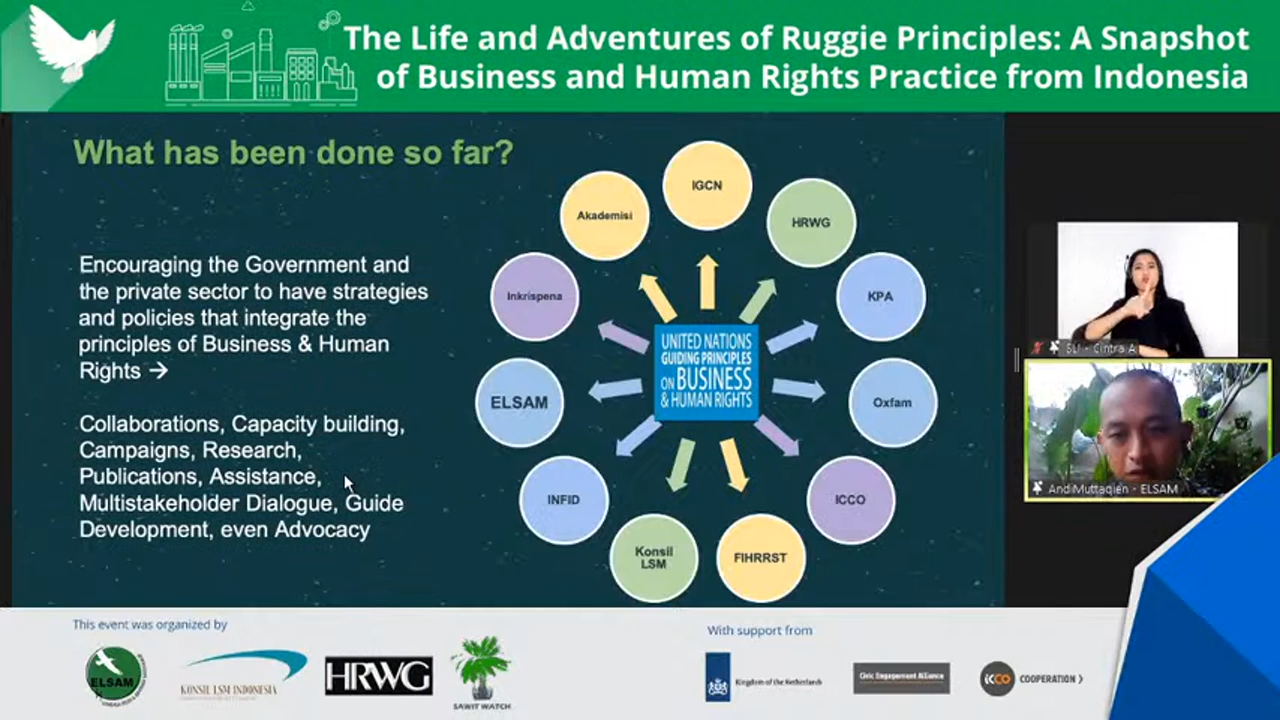 The Life and Adventures of Ruggie Principles: A Snapshot
of Business and Human Rights Practice from Indonesia
What has been done so far?
Encouraging the Government and
the private sector to have strategies
and policies that integrate the
principles of Business & Human
Rights →
Collaborations, Capacity building,
Campaigns, Research,
Publications, Assistance,
Multistakeholder Dialogue, Guide
Development, even Advocacy
IGCN
HRWG
KPA
Oxfam
ICCO
FIHRRST
Konsil
LSM
INFID
ELSAM
Inkrispena
Akademisi
UNITED NATIONS
GUIDING PRINCIPLES
ON BUSINESS
& HUMAN RIGHTS
Cintra A
Andi Muttaqien - ELSAM
This event was organized by
ELSAM
KONSIL LSM INDONESIA
HRWG
SAWIT WATCH
With support from
Kingdom of the Netherlands
Civic Engagement Alliance
icco COOPERATION